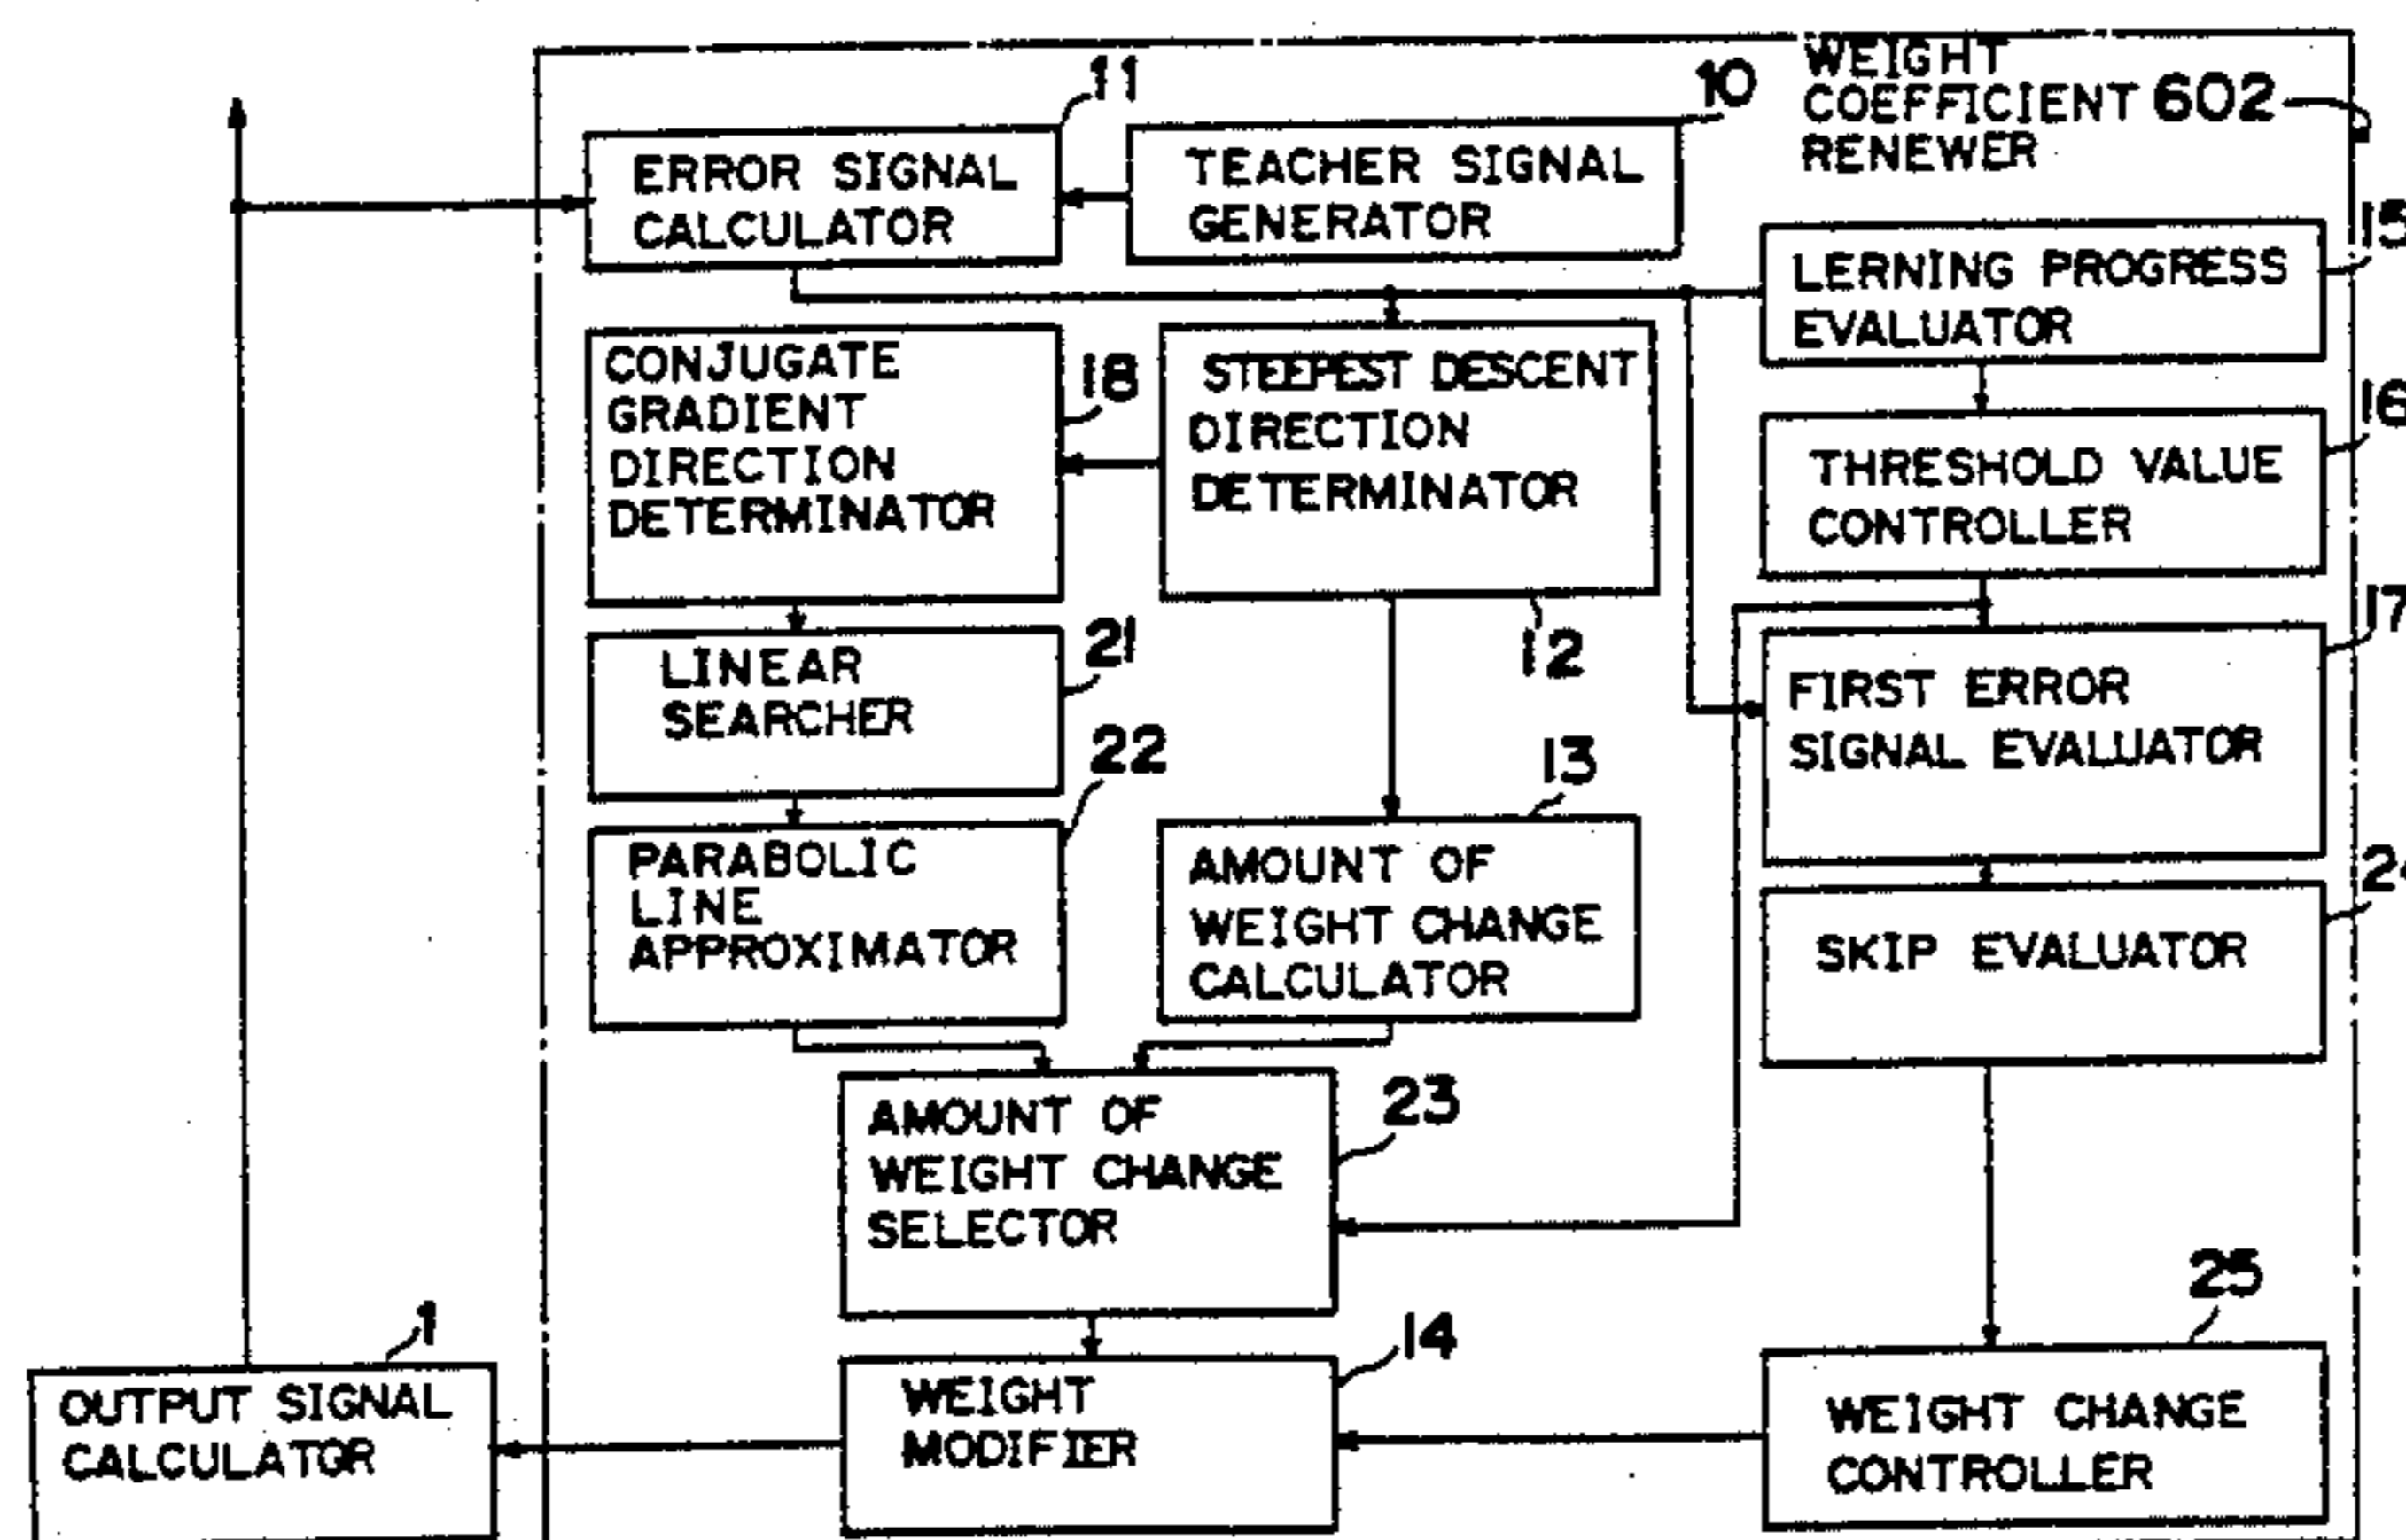 WEIGHT
COEFFICIENT 602
RENEWER
11
10
ERROR SIGNAL
CALCULATOR
TEACHER SIGNAL
GENERATOR
15
LERNING PROGRESS
EVALUATOR
CONJUGATE
GRADIENT
DIRECTION
DETERMINATOR
18
STEEPEST DESCENT
DIRECTION
DETERMINATOR
12
16
THRESHOLD VALUE
CONTROLLER
LINEAR
SEARCHER
21
17
FIRST ERROR
SIGNAL EVALUATOR
PARABOLIC
LINE
APPROXIMATOR
22
13
AMOUNT OF
WEIGHT CHANGE
CALCULATOR
24
SKIP EVALUATOR
AMOUNT OF
WEIGHT CHANGE
SELECTOR
23
1
OUTPUT SIGNAL
CALCULATOR
WEIGHT
MODIFIER
14
25
WEIGHT CHANGE
CONTROLLER